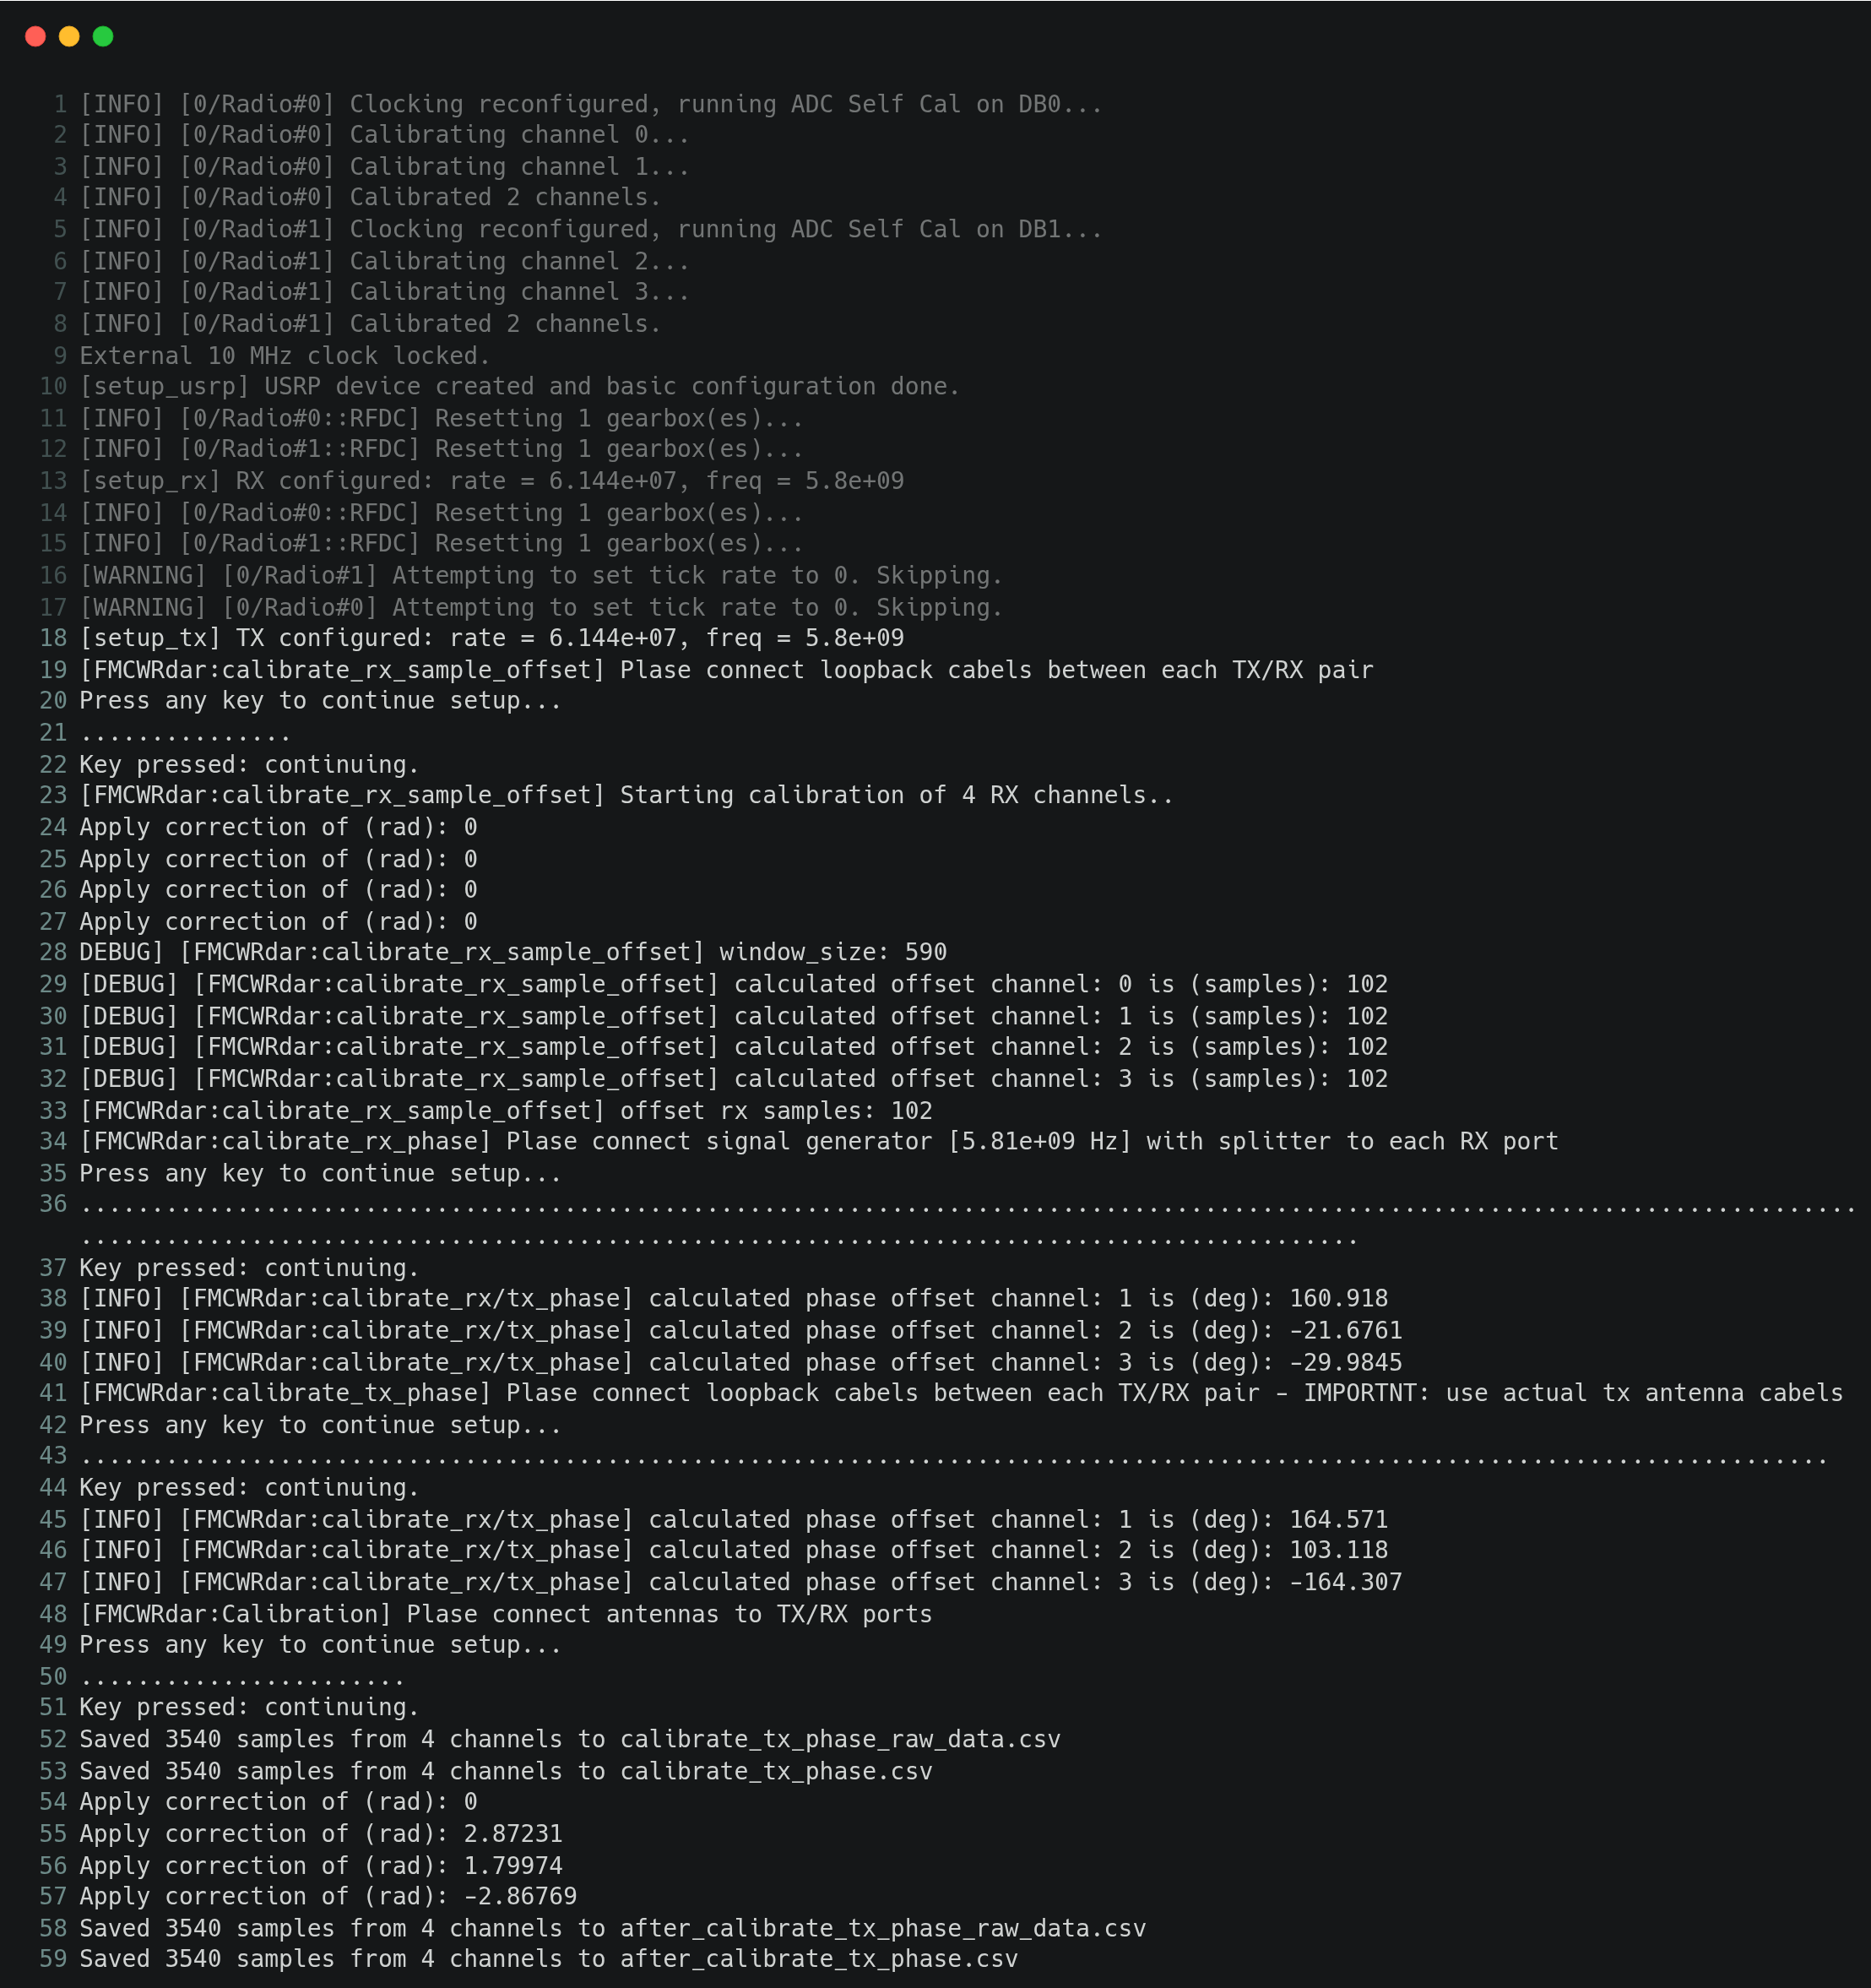 1 [INFO] [0/Radio#0] Clocking reconfigured, running ADC Self Cal on DB0...
2 [INFO] [0/Radio#0] Calibrating channel 0...
3 [INFO] [0/Radio#0] Calibrating channel 1...
4 [INFO] [0/Radio#0] Calibrated 2 channels.
5 [INFO] [0/Radio#1] Clocking reconfigured, running ADC Self Cal on DB1...
6 [INFO] [0/Radio#1] Calibrating channel 2...
7 [INFO] [0/Radio#1] Calibrating channel 3...
8 [INFO] [0/Radio#1] Calibrated 2 channels.
9 External 10 MHz clock locked.
10 [setup_usrp] USRP device created and basic configuration done.
11 [INFO] [0/Radio#0::RFDC] Resetting 1 gearbox(es)...
12 [INFO] [0/Radio#1::RFDC] Resetting 1 gearbox(es)...
13 [setup_rx] RX configured: rate = 6.144e+07, freq = 5.8e+09
14 [INFO] [0/Radio#0::RFDC] Resetting 1 gearbox(es)...
15 [INFO] [0/Radio#1::RFDC] Resetting 1 gearbox(es)...
16 [WARNING] [0/Radio#1] Attempting to set tick rate to 0. Skipping.
17 [WARNING] [0/Radio#0] Attempting to set tick rate to 0. Skipping.
18 [setup_tx] TX configured: rate = 6.144e+07, freq = 5.8e+09
19 [FMCWRdar:calibrate_rx_sample_offset] Plase connect loopback cabels between each TX/RX pair
20 Press any key to continue setup...
21 ...............
22 Key pressed: continuing.
23 [FMCWRdar:calibrate_rx_sample_offset] Starting calibration of 4 RX channels..
24 Apply correction of (rad): 0
25 Apply correction of (rad): 0
26 Apply correction of (rad): 0
27 Apply correction of (rad): 0
28 DEBUG] [FMCWRdar:calibrate_rx_sample_offset] window_size: 590
29 [DEBUG] [FMCWRdar:calibrate_rx_sample_offset] calculated offset channel: 0 is (samples): 102
30 [DEBUG] [FMCWRdar:calibrate_rx_sample_offset] calculated offset channel: 1 is (samples): 102
31 [DEBUG] [FMCWRdar:calibrate_rx_sample_offset] calculated offset channel: 2 is (samples): 102
32 [DEBUG] [FMCWRdar:calibrate_rx_sample_offset] calculated offset channel: 3 is (samples): 102
33 [FMCWRdar:calibrate_rx_sample_offset] offset rx samples: 102
34 [FMCWRdar:calibrate_rx_phase] Plase connect signal generator [5.81e+09 Hz] with splitter to each RX port
35 Press any key to continue setup...
36 .............................................................................................................................
..........................................................................................
37 Key pressed: continuing.
38 [INFO] [FMCWRdar:calibrate_rx/tx_phase] calculated phase offset channel: 1 is (deg): 160.918
39 [INFO] [FMCWRdar:calibrate_rx/tx_phase] calculated phase offset channel: 2 is (deg): -21.6761
40 [INFO] [FMCWRdar:calibrate_rx/tx_phase] calculated phase offset channel: 3 is (deg): -29.9845
41 [FMCWRdar:calibrate_tx_phase] Plase connect loopback cabels between each TX/RX pair - IMPORTNT: use actual tx antenna cabels
42 Press any key to continue setup...
43 ...........................................................................................................................
44 Key pressed: continuing.
45 [INFO] [FMCWRdar:calibrate_rx/tx_phase] calculated phase offset channel: 1 is (deg): 164.571
46 [INFO] [FMCWRdar:calibrate_rx/tx_phase] calculated phase offset channel: 2 is (deg): 103.118
47 [INFO] [FMCWRdar:calibrate_rx/tx_phase] calculated phase offset channel: 3 is (deg): -164.307
48 [FMCWRdar:Calibration] Plase connect antennas to TX/RX ports
49 Press any key to continue setup...
50 .......................
51 Key pressed: continuing.
52 Saved 3540 samples from 4 channels to calibrate_tx_phase_raw_data.csv
53 Saved 3540 samples from 4 channels to calibrate_tx_phase.csv
54 Apply correction of (rad): 0
55 Apply correction of (rad): 2.87231
56 Apply correction of (rad): 1.79974
57 Apply correction of (rad): -2.86769
58 Saved 3540 samples from 4 channels to after_calibrate_tx_phase_raw_data.csv
59 Saved 3540 samples from 4 channels to after_calibrate_tx_phase.csv